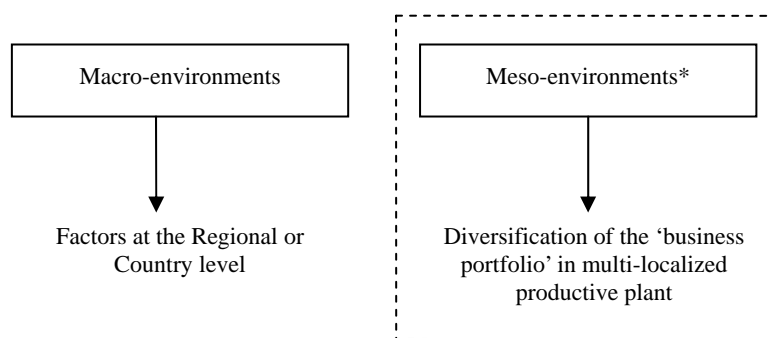 Macro-environments
Meso-environments*
Factors at the Regional or
Country level
Diversification of the ‘business
portfolio’ in multi-localized
productive plant